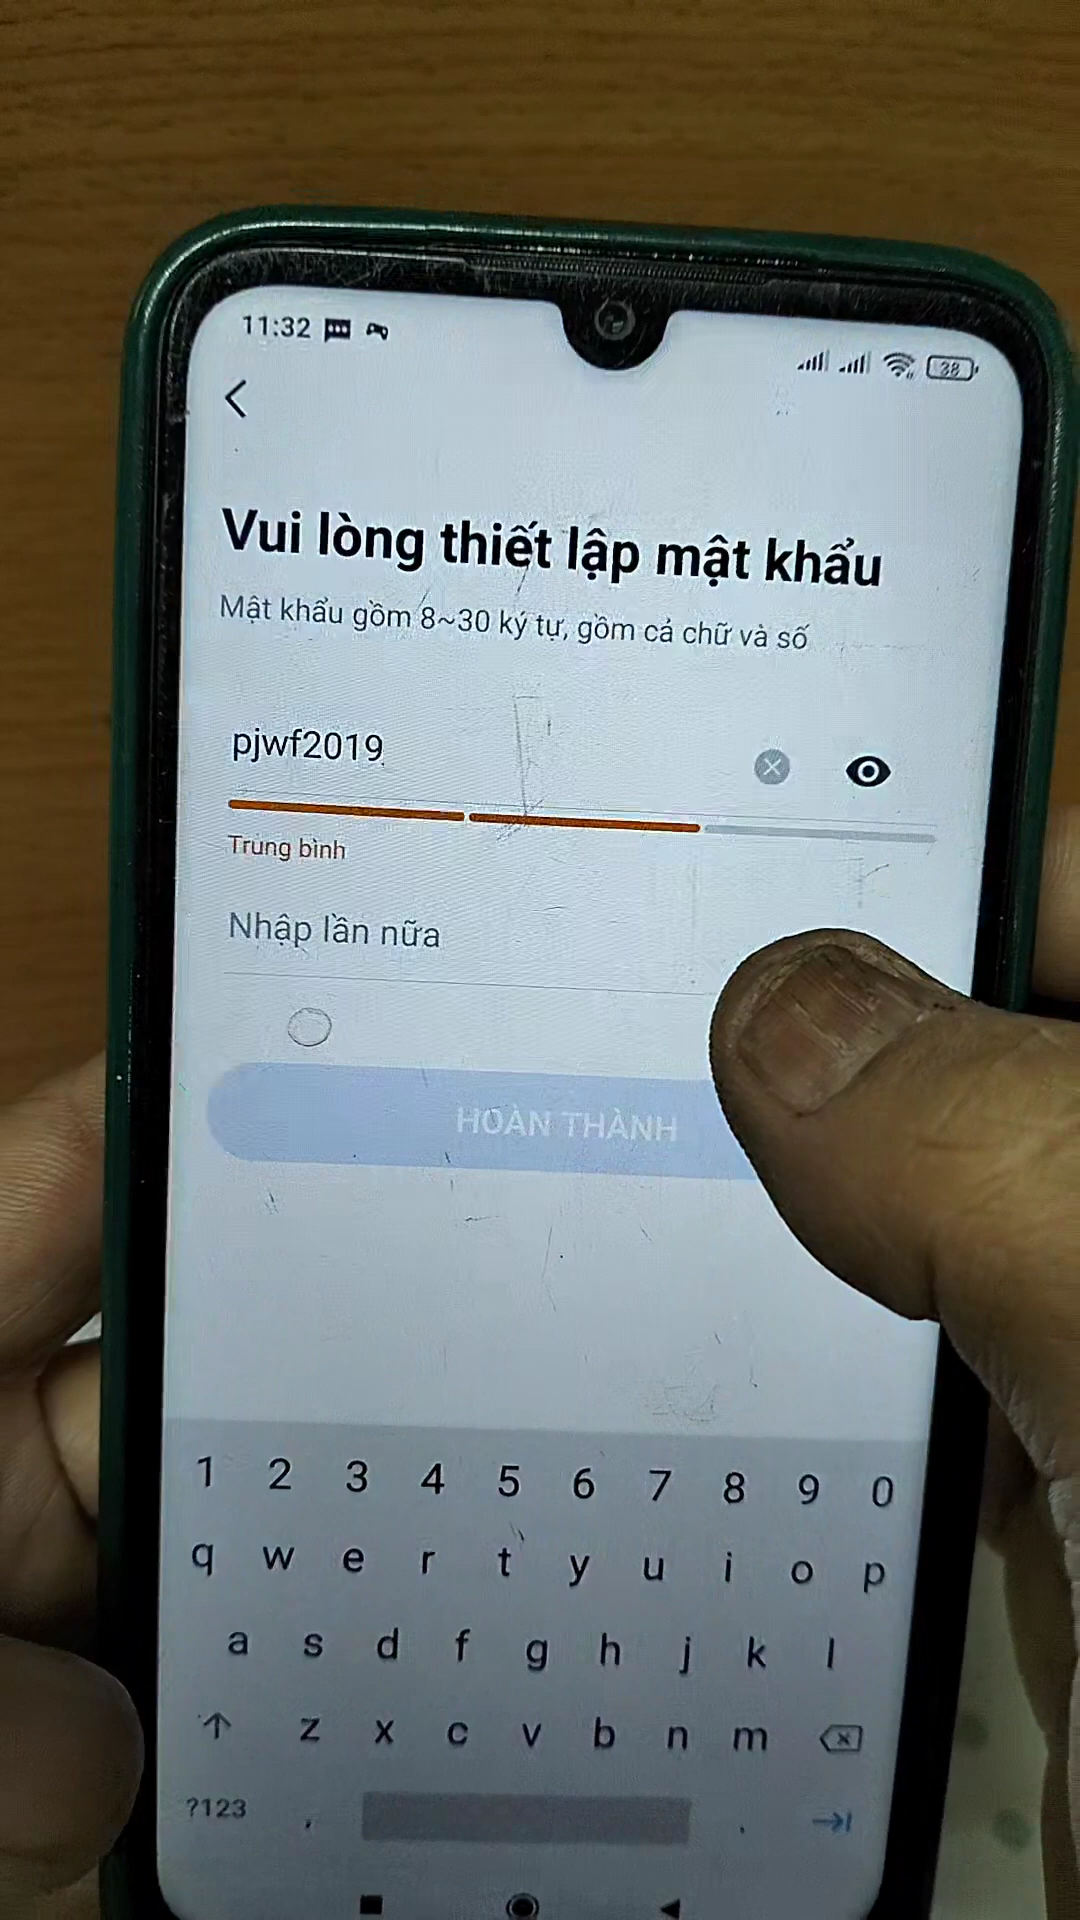 11:32
38
Vui lòng thiết lập mật khẩu
Mật khẩu gồm 8~30 ký tự, gồm cả chữ và số
pjwf2019
Trung bình
Nhập lần nữa
HOÀN THÀNH
1 2 3 4 5 6 7 8 9 0
q w e r t y u i o p
a s d f g h j k l
z x c v b n m
?123 , .